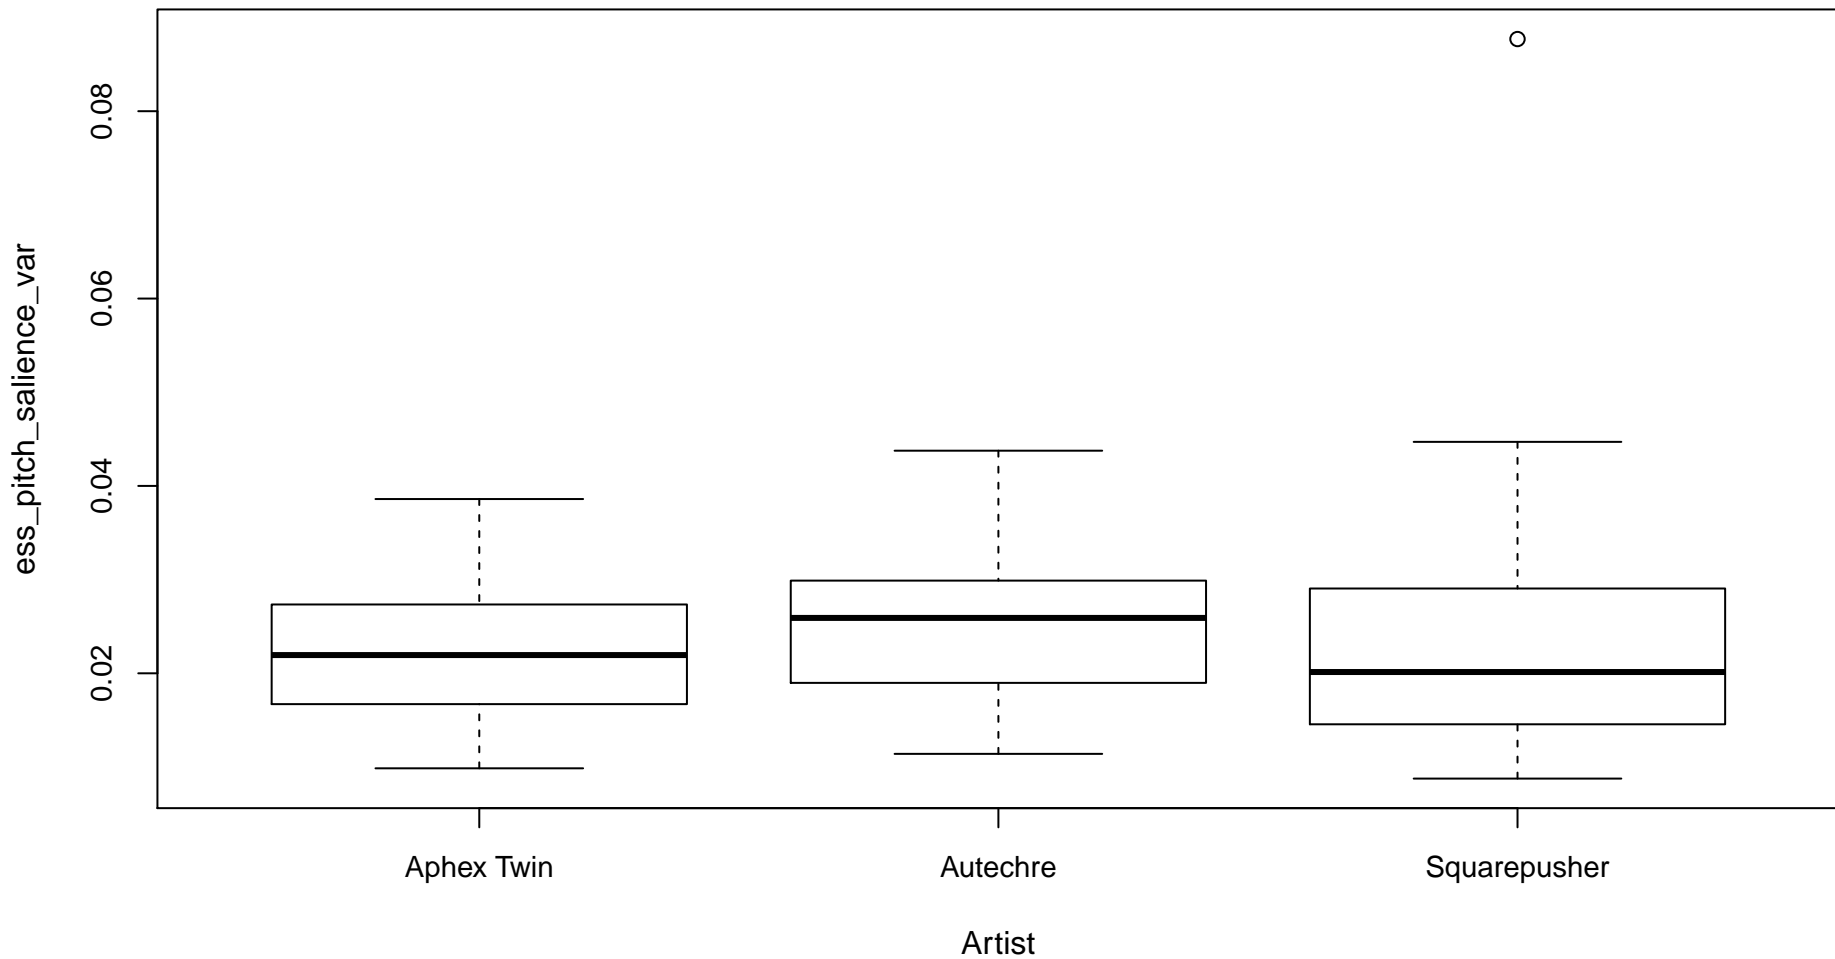 ess_pitch_salience_var
0.08
0.06
0.04
0.02
Aphex Twin
Autechre
Squarepusher
Artist